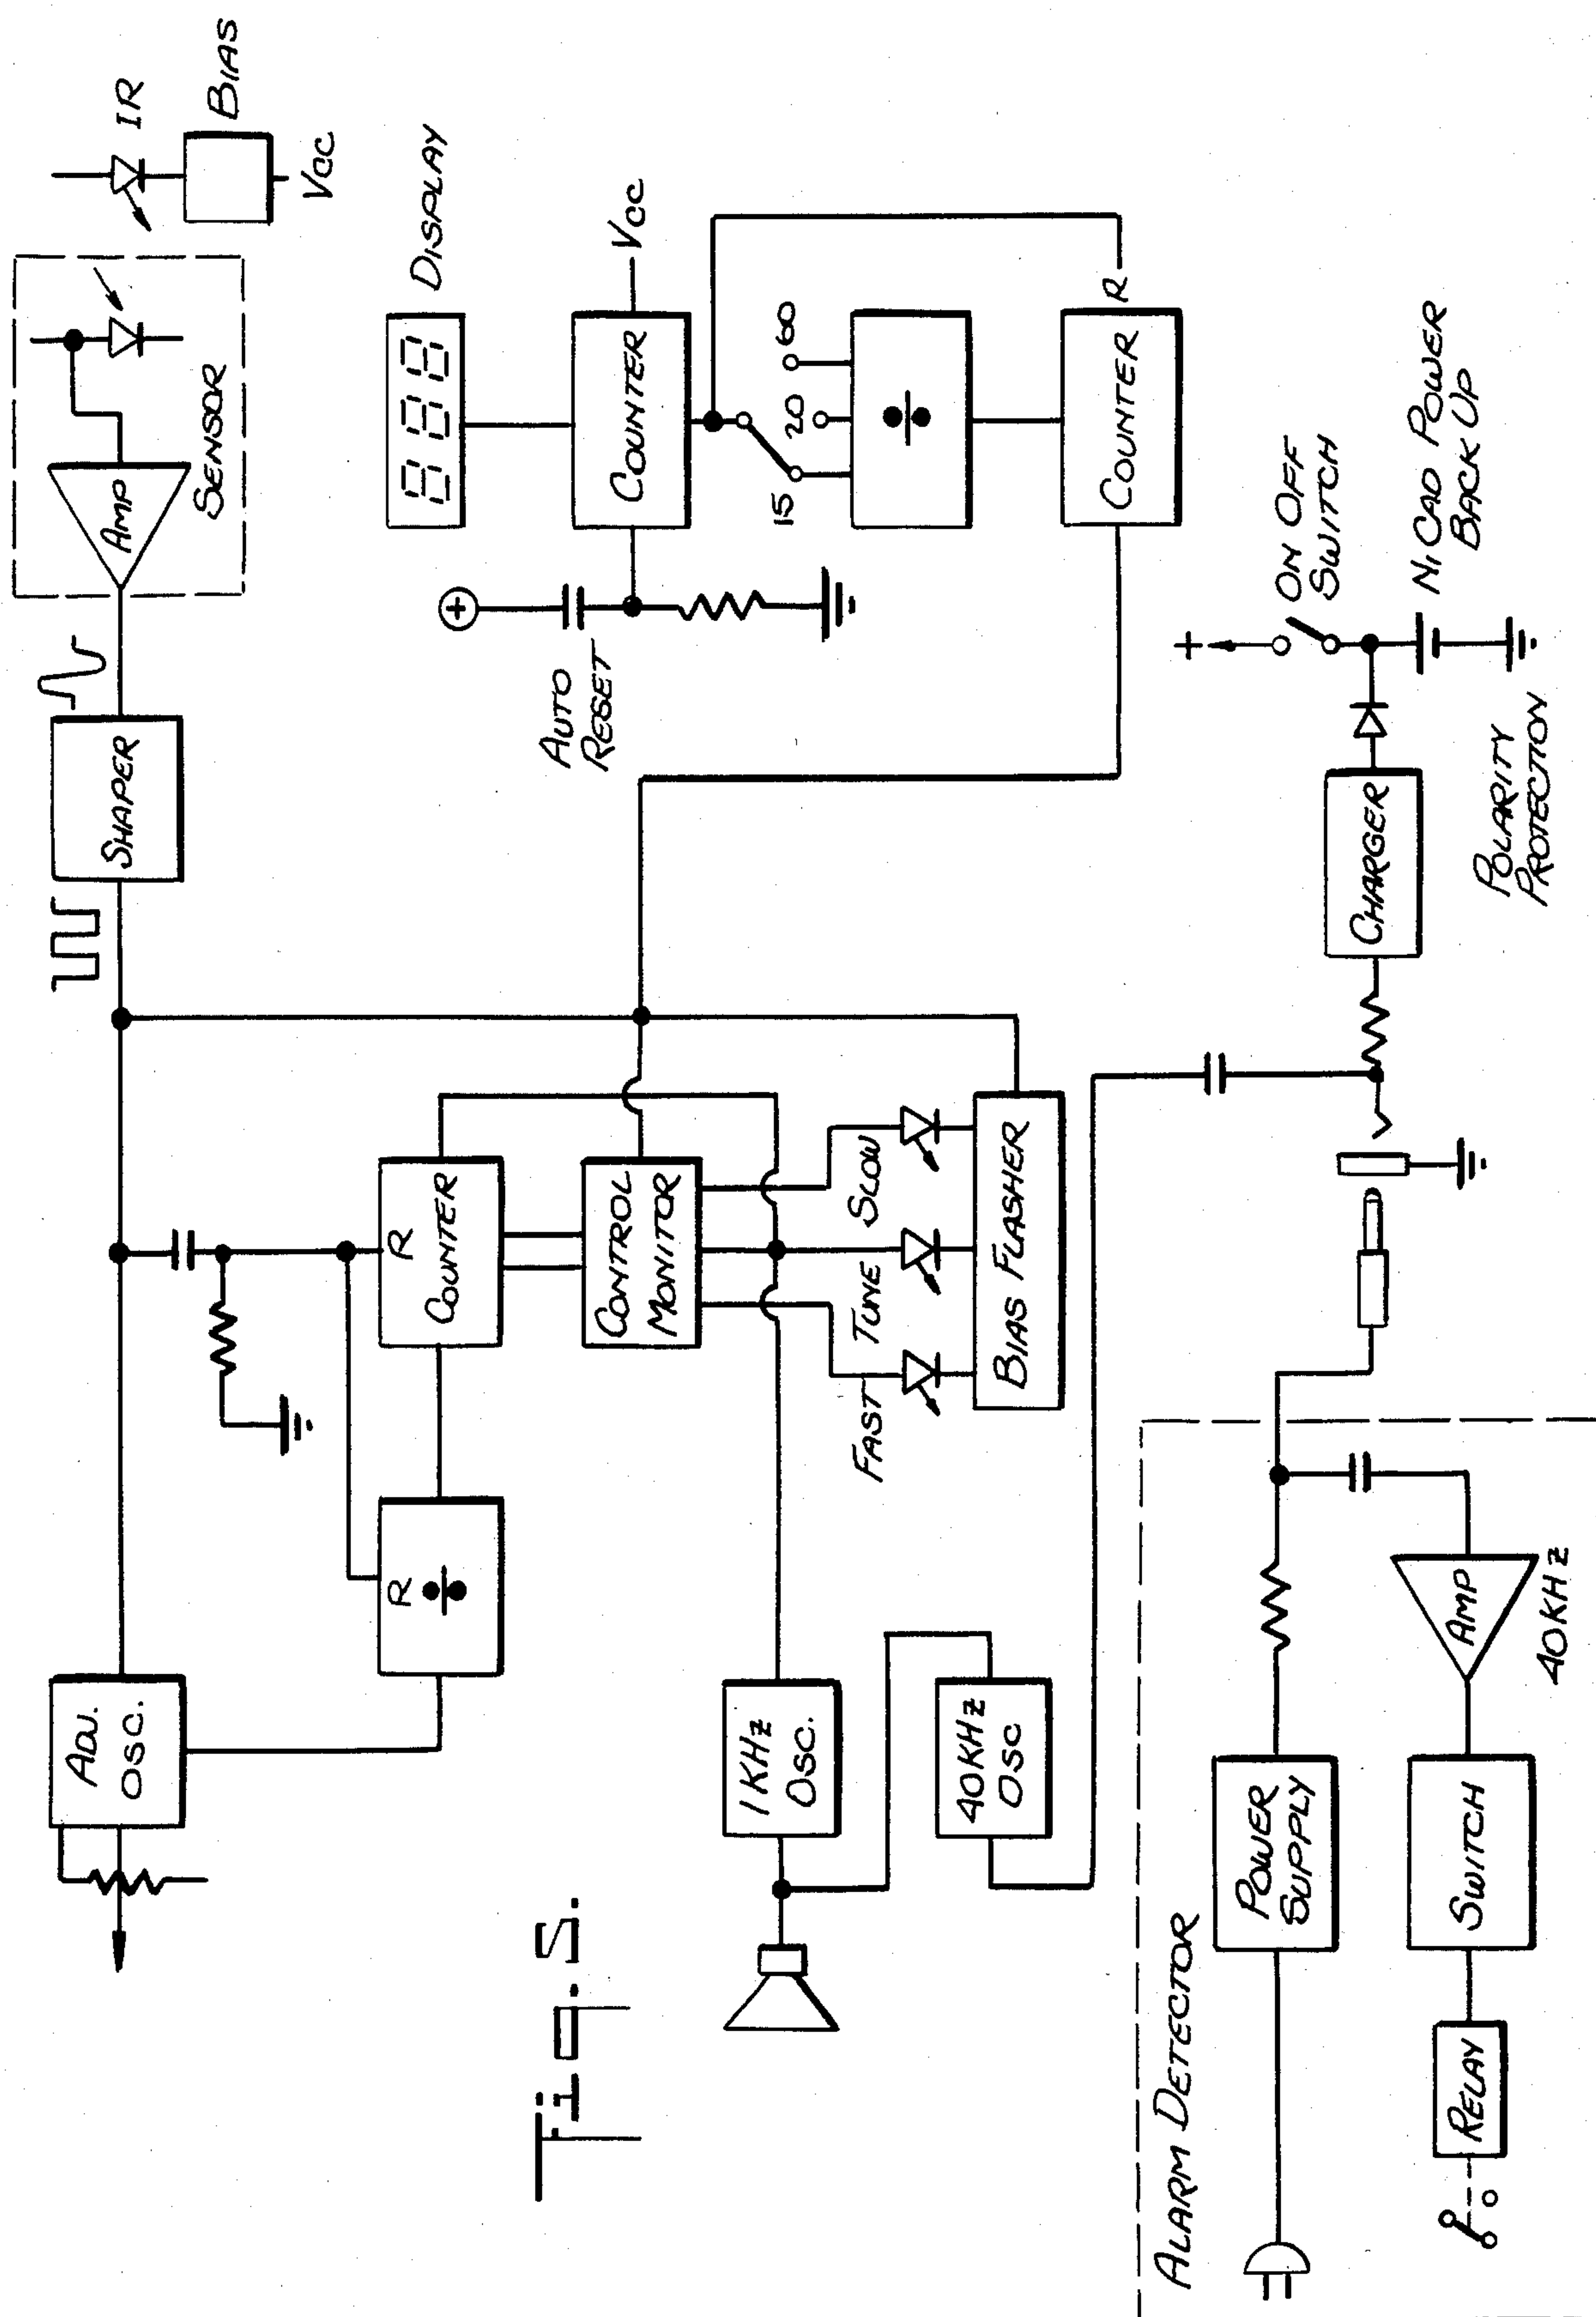 IR
BIAS
Vcc
AMP
SENSOR
SHAPER
DISPLAY
888
COUNTER
Vcc
AUTO
RESET
+
15
20
60
÷
COUNTER
R
ADJ.
OSC.
R
÷
R
COUNTER
CONTROL
MONITOR
FAST
TUNE
SLOW
BIAS FLASHER
1KHz
OSC.
40KHz
OSC
Fig. 5.
+
ON OFF
SWITCH
NiCAD POWER
BACK UP
CHARGER
POLARITY
PROTECTION
ALARM DETECTOR
POWER
SUPPLY
AMP
40KHz
SWITCH
RELAY